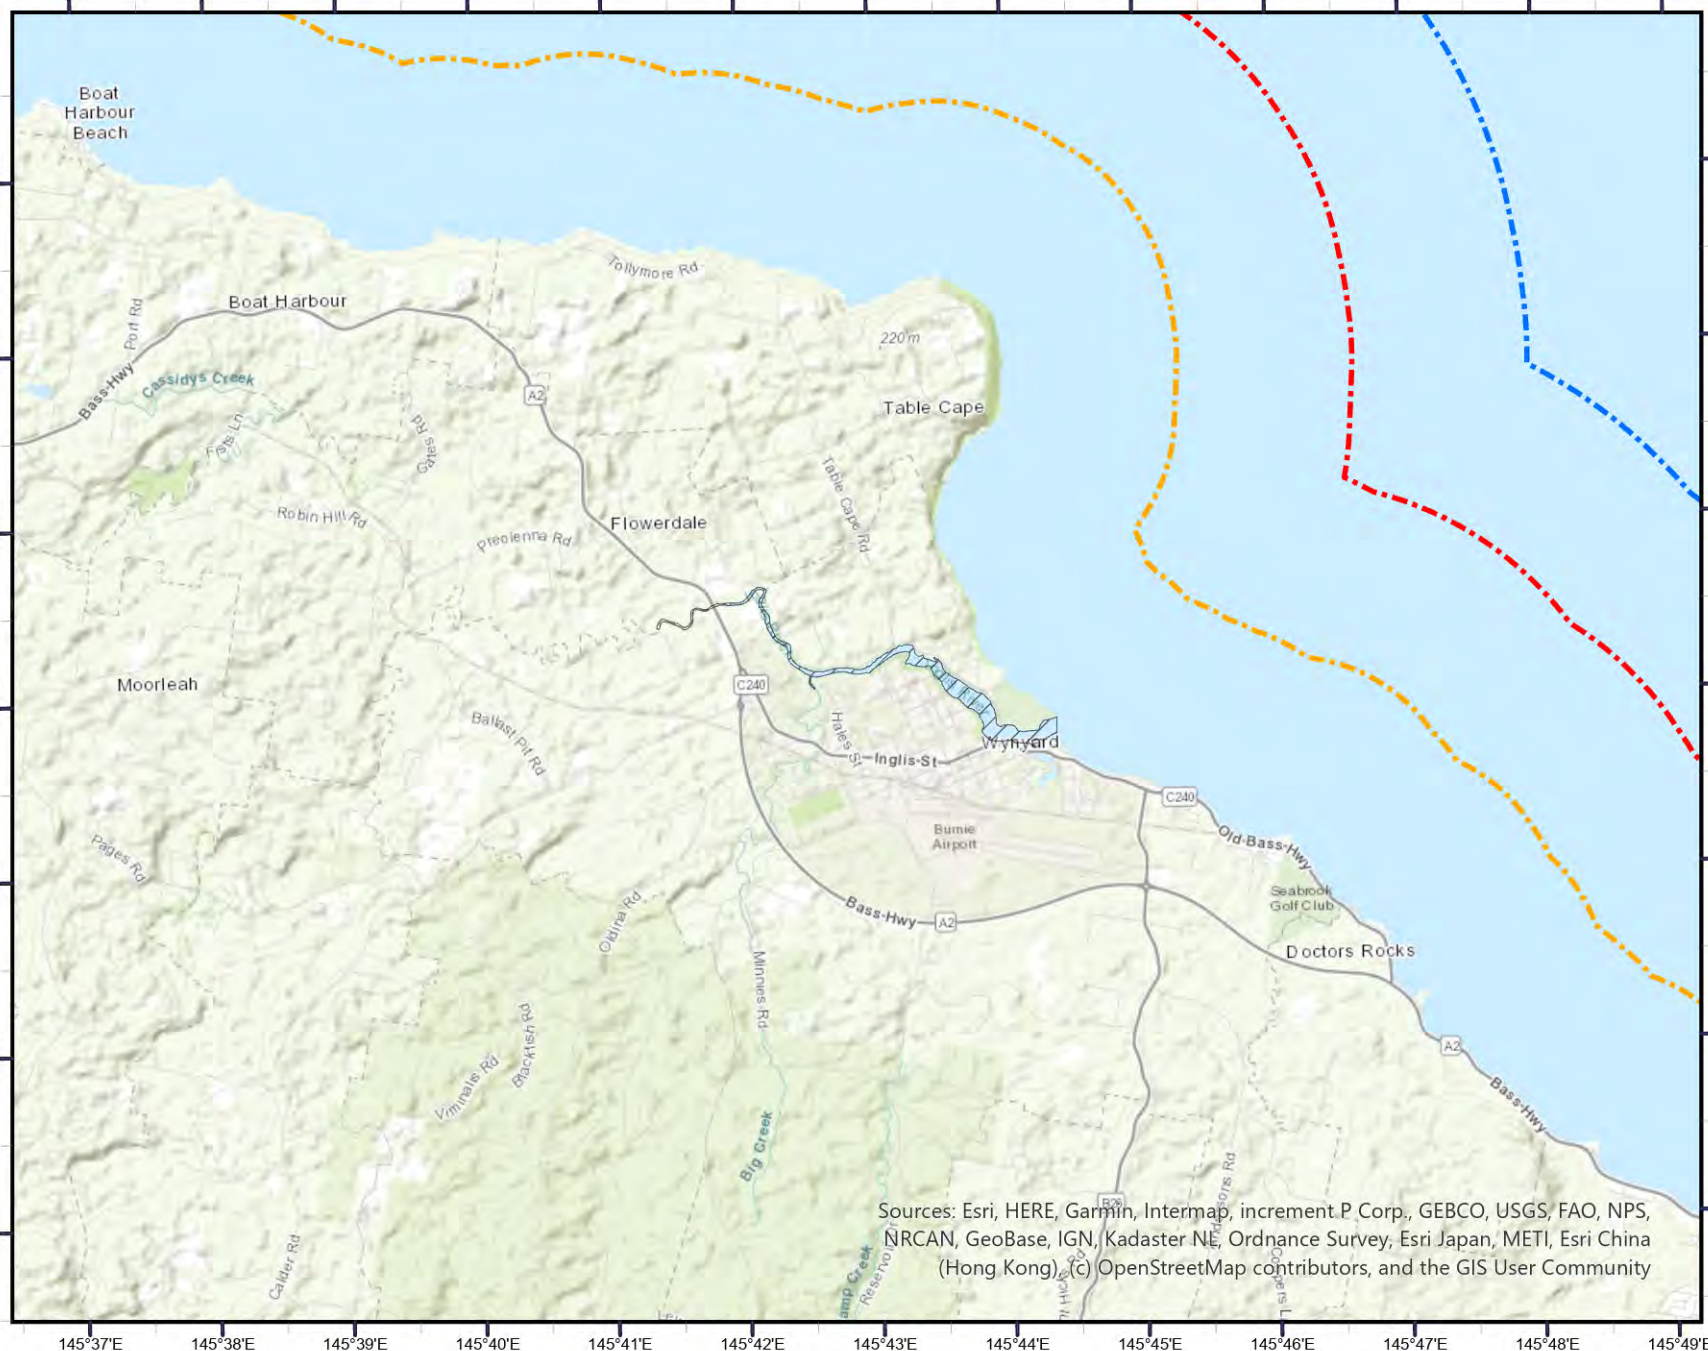 Boat
Harbour
Beach
Tollymore Rd
Boat Harbour
Port Rd
220 m
Bass-Hwy
Cassidys Creek
A2
Table Cape
Gates Rd
Table Cape Rd
Robin Hill Rd
Flowerdale
Preolenna Rd
Moorleah
C240
Ballast Pit Rd
Hales St
Inglis-St
Wynyard
C240
Burnie
Airport
Old-Bass-Hwy
Pages Rd
Seabrook
Golf Club
Oldina Rd
Bass-Hwy
A2
Doctors Rocks
Minnies Rd
Blackfish Rd
A2
Viminalis Rd
Bass-Hwy
Big Creek
B26
Sources: Esri, HERE, Garmin, Intermap, increment P Corp., GEBCO, USGS, FAO, NPS,
NRCAN, GeoBase, IGN, Kadaster NL, Ordnance Survey, Esri Japan, METI, Esri China
(Hong Kong), (c) OpenStreetMap contributors, and the GIS User Community
Calder Rd
amp Creek
145°37'E 145°38'E 145°39'E 145°40'E 145°41'E 145°42'E 145°43'E 145°44'E 145°45'E 145°46'E 145°47'E 145°48'E 145°49'E